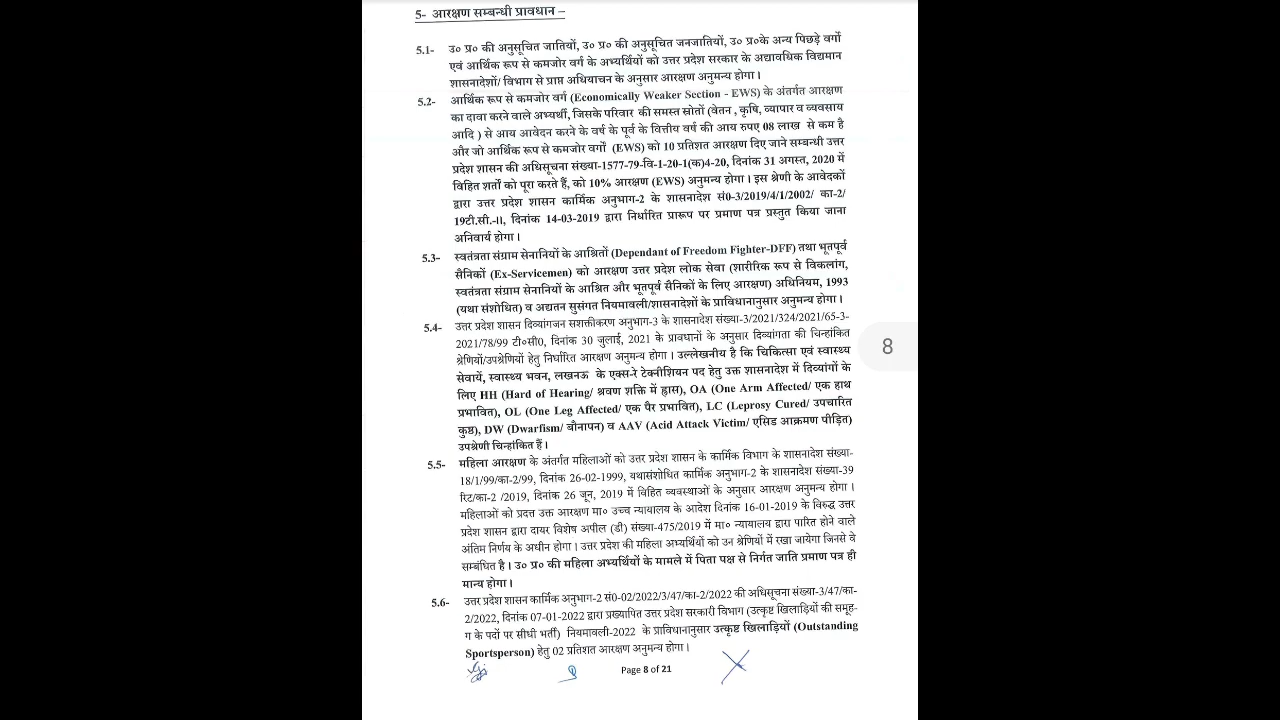 5- आरक्षण सम्बन्धी प्रावधान –
5.1- उ० प्र० की अनुसूचित जातियों, उ० प्र० की अनुसूचित जनजातियों, उ० प्र०के अन्य पिछड़े वर्गों
एवं आर्थिक रूप से कमजोर वर्ग के अभ्यर्थियों को उत्तर प्रदेश सरकार के अद्यावधिक विद्यमान
शासनादेशों/ विभाग से प्राप्त अधियाचन के अनुसार आरक्षण अनुमन्य होगा।
5.2- आर्थिक रूप से कमजोर वर्ग (Economically Weaker Section - EWS) के अंतर्गत आरक्षण
का दावा करने वाले अभ्यर्थी, जिसके परिवार की समस्त स्रोतों (वेतन , कृषि, व्यापार व व्यवसाय
आदि ) से आय आवेदन करने के वर्ष के पूर्व के वित्तीय वर्ष की आय रुपए 08 लाख से कम है
और जो आर्थिक रूप से कमजोर वर्गों (EWS) को 10 प्रतिशत आरक्षण दिए जाने सम्बन्धी उत्तर
प्रदेश शासन की अधिसूचना संख्या-1577-79-वि-1-20-1(क)4-20, दिनांक 31 अगस्त, 2020 में
विहित शर्तों को पूरा करते हैं, को 10% आरक्षण (EWS) अनुमन्य होगा। इस श्रेणी के आवेदकों
द्वारा उत्तर प्रदेश शासन कार्मिक अनुभाग-2 के शासनादेश सं0-3/2019/4/1/2002/ का-2/
19टी.सी.-।।, दिनांक 14-03-2019 द्वारा निर्धारित प्रारूप पर प्रमाण पत्र प्रस्तुत किया जाना
अनिवार्य होगा।
5.3- स्वतंत्रता संग्राम सेनानियों के आश्रितों (Dependant of Freedom Fighter-DFF) तथा भूतपूर्व
सैनिकों (Ex-Servicemen) को आरक्षण उत्तर प्रदेश लोक सेवा (शारीरिक रूप से विकलांग,
स्वतंत्रता संग्राम सेनानियों के आश्रित और भूतपूर्व सैनिकों के लिए आरक्षण) अधिनियम, 1993
(यथा संशोधित) व अद्यतन सुसंगत नियमावली/शासनादेशों के प्राविधानानुसार अनुमन्य होगा।
5.4- उत्तर प्रदेश शासन दिव्यांगजन सशक्तीकरण अनुभाग-3 के शासनादेश संख्या-3/2021/324/2021/65-3-
2021/78/99 टी०सी0, दिनांक 30 जुलाई, 2021 के प्रावधानों के अनुसार दिव्यांगता की चिन्हांकित
श्रेणियों/उपश्रेणियों हेतु निर्धारित आरक्षण अनुमन्य होगा। उल्लेखनीय है कि चिकित्सा एवं स्वास्थ्य
सेवायें, स्वास्थ्य भवन, लखनऊ के एक्स-रे टेक्नीशियन पद हेतु उक्त शासनादेश में दिव्यांगों के
लिए HH (Hard of Hearing/ श्रवण शक्ति में ह्रास), OA (One Arm Affected/ एक हाथ
प्रभावित), OL (One Leg Affected/ एक पैर प्रभावित), LC (Leprosy Cured/ उपचारित
कुष्ठ), DW (Dwarfism/ बौनापन) व AAV (Acid Attack Victim/ एसिड आक्रमण पीड़ित)
उपश्रेणी चिन्हांकित हैं।
5.5- महिला आरक्षण के अंतर्गत महिलाओं को उत्तर प्रदेश शासन के कार्मिक विभाग के शासनादेश संख्या-
18/1/99/का-2/99, दिनांक 26-02-1999, यथासंशोधित कार्मिक अनुभाग-2 के शासनादेश संख्या-39
रिट/का-2 /2019, दिनांक 26 जून, 2019 में विहित व्यवस्थाओं के अनुसार आरक्षण अनुमन्य होगा।
महिलाओं को प्रदत्त उक्त आरक्षण मा० उच्च न्यायालय के आदेश दिनांक 16-01-2019 के विरुद्ध उत्तर
प्रदेश शासन द्वारा दायर विशेष अपील (डी) संख्या-475/2019 में मा० न्यायालय द्वारा पारित होने वाले
अंतिम निर्णय के अधीन होगा। उत्तर प्रदेश की महिला अभ्यर्थियों को उन श्रेणियों में रखा जायेगा जिनसे वे
सम्बंधित है। उ० प्र० की महिला अभ्यर्थियों के मामले में पिता पक्ष से निर्गत जाति प्रमाण पत्र ही
मान्य होगा।
5.6- उत्तर प्रदेश शासन कार्मिक अनुभाग-2 सं0-02/2022/3/47/का-2/2022 की अधिसूचना संख्या-3/47/का-
2/2022, दिनांक 07-01-2022 द्वारा प्रख्यापित उत्तर प्रदेश सरकारी विभाग (उत्कृष्ट खिलाड़ियों की समूह-
ग के पदों पर सीधी भर्ती) नियमावली-2022 के प्राविधानानुसार उत्कृष्ट खिलाड़ियों (Outstanding
Sportsperson) हेतु 02 प्रतिशत आरक्षण अनुमन्य होगा।
Page 8 of 21
8